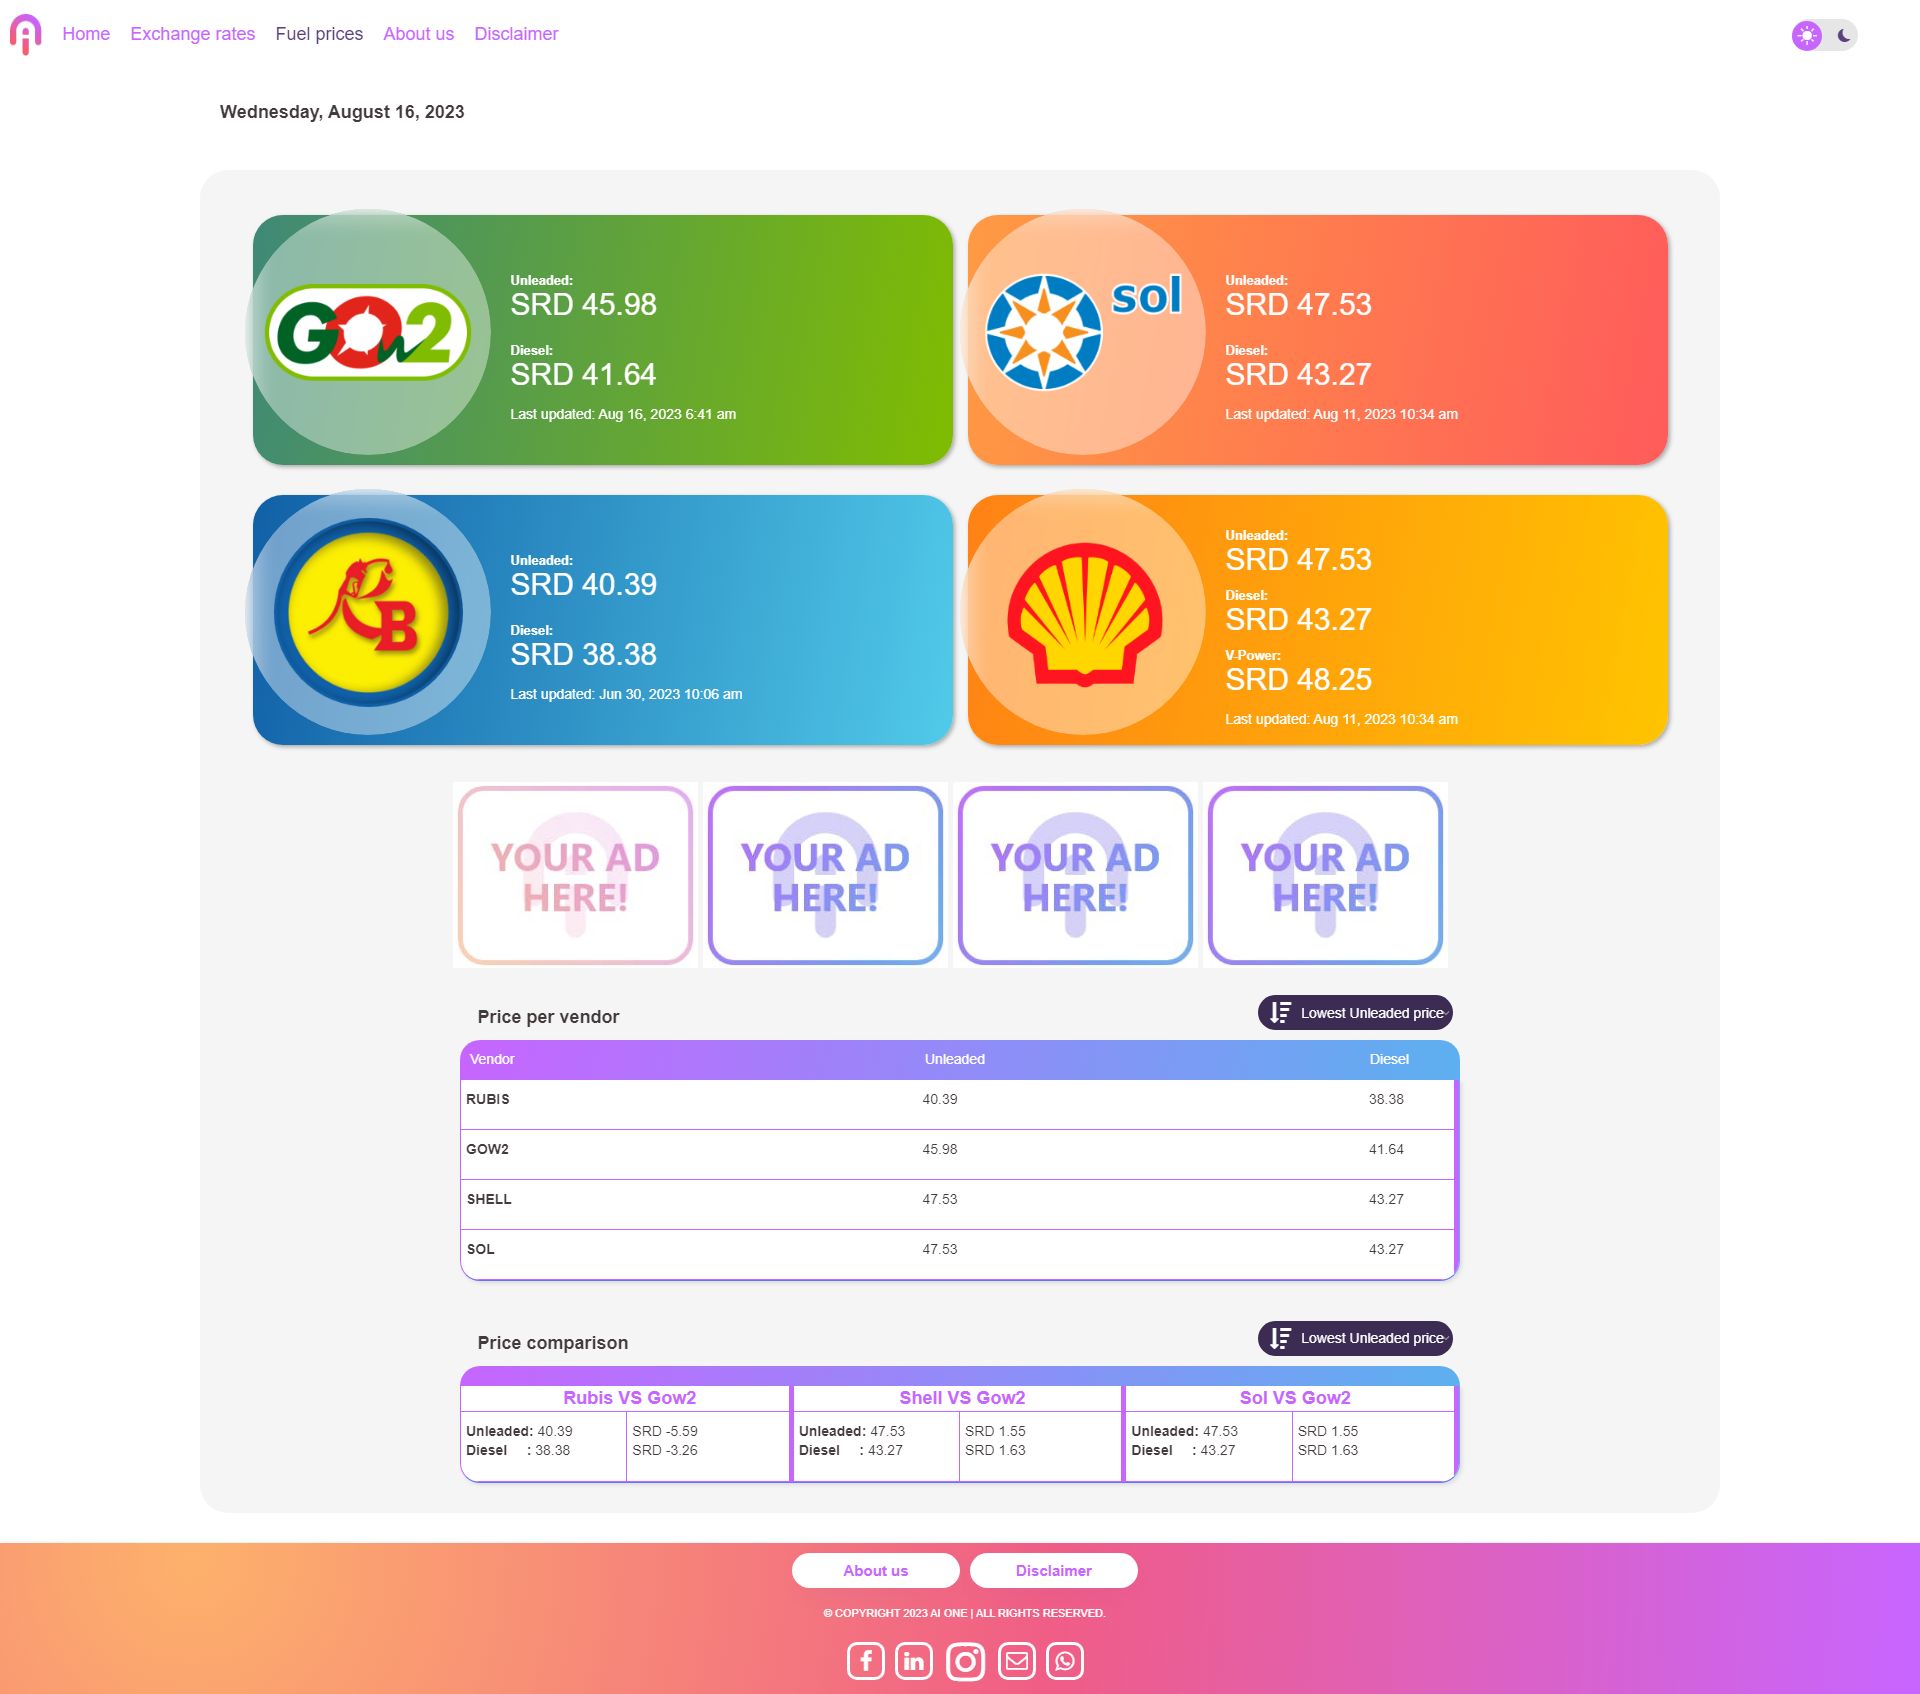 Home Exchange rates Fuel prices About us Disclaimer
Wednesday, August 16, 2023
GOw2
Unleaded:
SRD 45.98
Diesel:
SRD 41.64
Last updated: Aug 16, 2023 6:41 am
sol
Unleaded:
SRD 47.53
Diesel:
SRD 43.27
Last updated: Aug 11, 2023 10:34 am
RB
Unleaded:
SRD 40.39
Diesel:
SRD 38.38
Last updated: Jun 30, 2023 10:06 am
Unleaded:
SRD 47.53
Diesel:
SRD 43.27
V-Power:
SRD 48.25
Last updated: Aug 11, 2023 10:34 am
YOUR AD
HERE!
YOUR AD
HERE!
YOUR AD
HERE!
YOUR AD
HERE!
Price per vendor
Lowest Unleaded price
Vendor Unleaded Diesel
RUBIS 40.39 38.38
GOW2 45.98 41.64
SHELL 47.53 43.27
SOL 47.53 43.27
Price comparison
Lowest Unleaded price
Rubis VS Gow2 Shell VS Gow2 Sol VS Gow2
Unleaded: 40.39 SRD -5.59 Unleaded: 47.53 SRD 1.55 Unleaded: 47.53 SRD 1.55
Diesel : 38.38 SRD -3.26 Diesel : 43.27 SRD 1.63 Diesel : 43.27 SRD 1.63
About us Disclaimer
© COPYRIGHT 2023 AI ONE | ALL RIGHTS RESERVED.